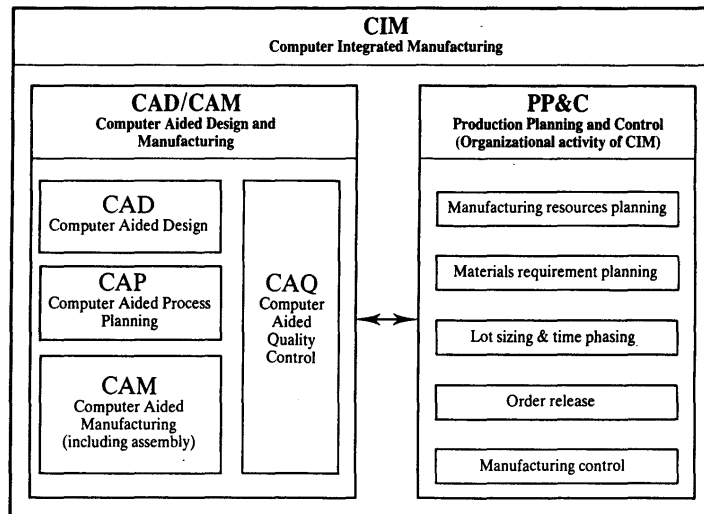 CIM
Computer Integrated Manufacturing
CAD/CAM
Computer Aided Design and
Manufacturing
CAD
Computer Aided Design
CAP
Computer Aided Process
Planning
CAM
Computer Aided
Manufacturing
(including assembly)
CAQ
Computer
Aided
Quality
Control
PP&C
Production Planning and Control
(Organizational activity of CIM)
Manufacturing resources planning
Materials requirement planning
Lot sizing & time phasing
Order release
Manufacturing control